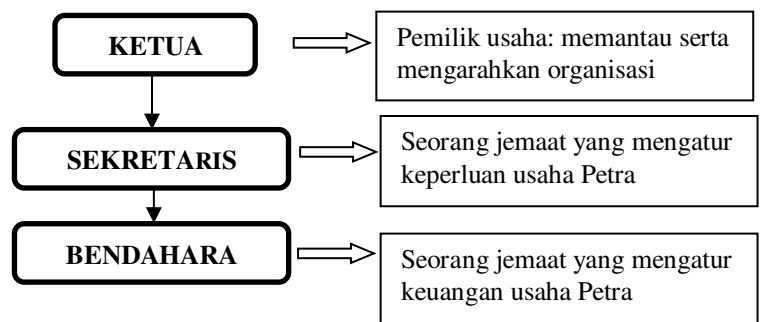 KETUA
Pemilik usaha: memantau serta
mengarahkan organisasi
SEKRETARIS
Seorang jemaat yang mengatur
keperluan usaha Petra
BENDAHARA
Seorang jemaat yang mengatur
keuangan usaha Petra